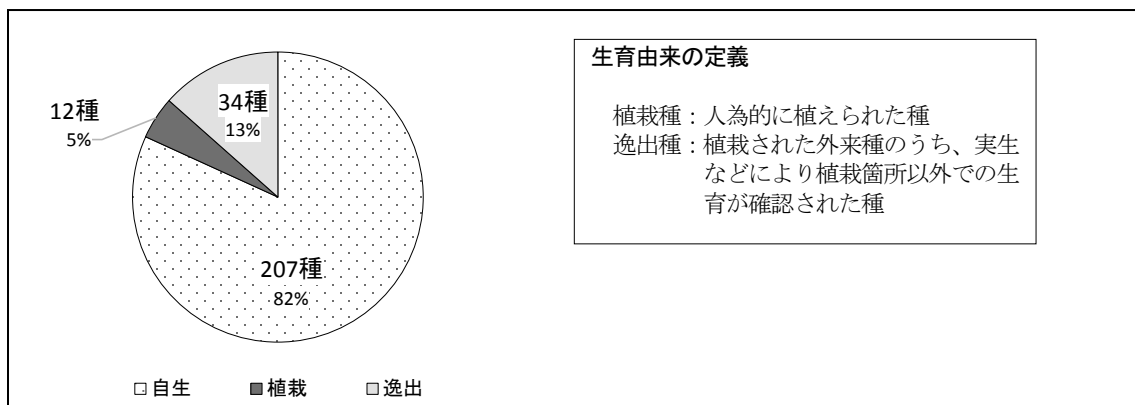 34種
13%
12種
5%
207種
82%
自生 植栽 逸出
生育由来の定義
植栽種：人為的に植えられた種
逸出種：植栽された外来種のうち、実生
などにより植栽箇所以外での生
育が確認された種